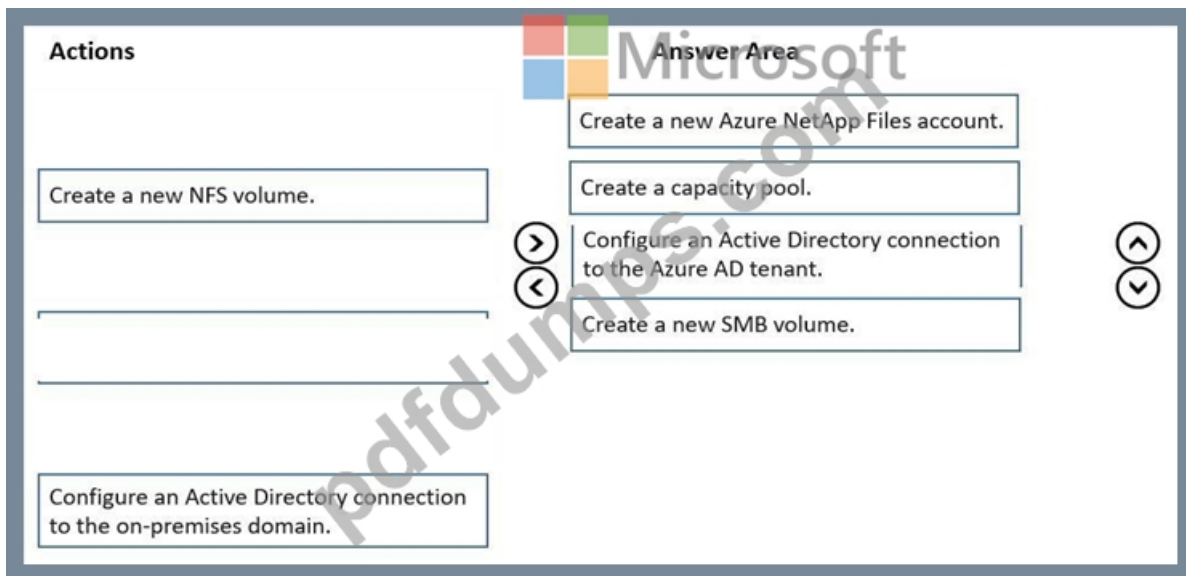 Actions
Microsoft
Answer Area
Create a new Azure NetApp Files account.
Create a new NFS volume.
Create a capacity pool.
Configure an Active Directory connection
to the Azure AD tenant.
Create a new SMB volume.
Configure an Active Directory connection
to the on-premises domain.
pdfdumps.com